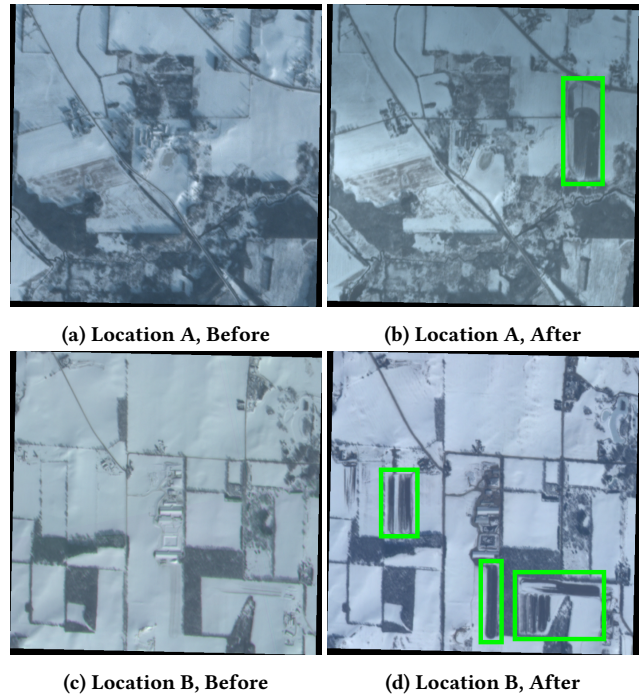 (a) Location A, Before
(b) Location A, After
(c) Location B, Before
(d) Location B, After